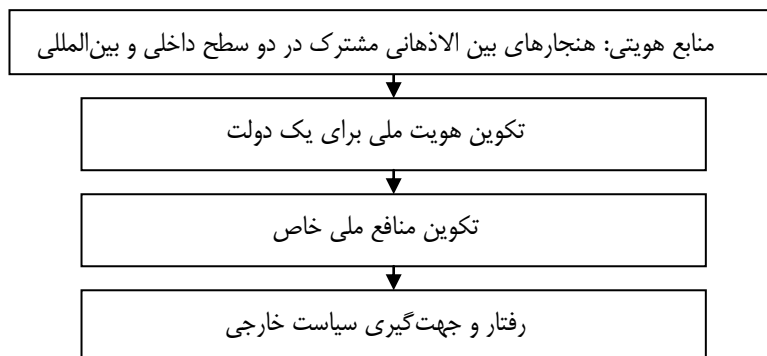 منابع هویتی: هنجارهای بین الاذهانی مشترک در دو سطح داخلی و بین‌المللی
تکوین هویت ملی برای یک دولت
تکوین منافع ملی خاص
رفتار و جهت‌گیری سیاست خارجی